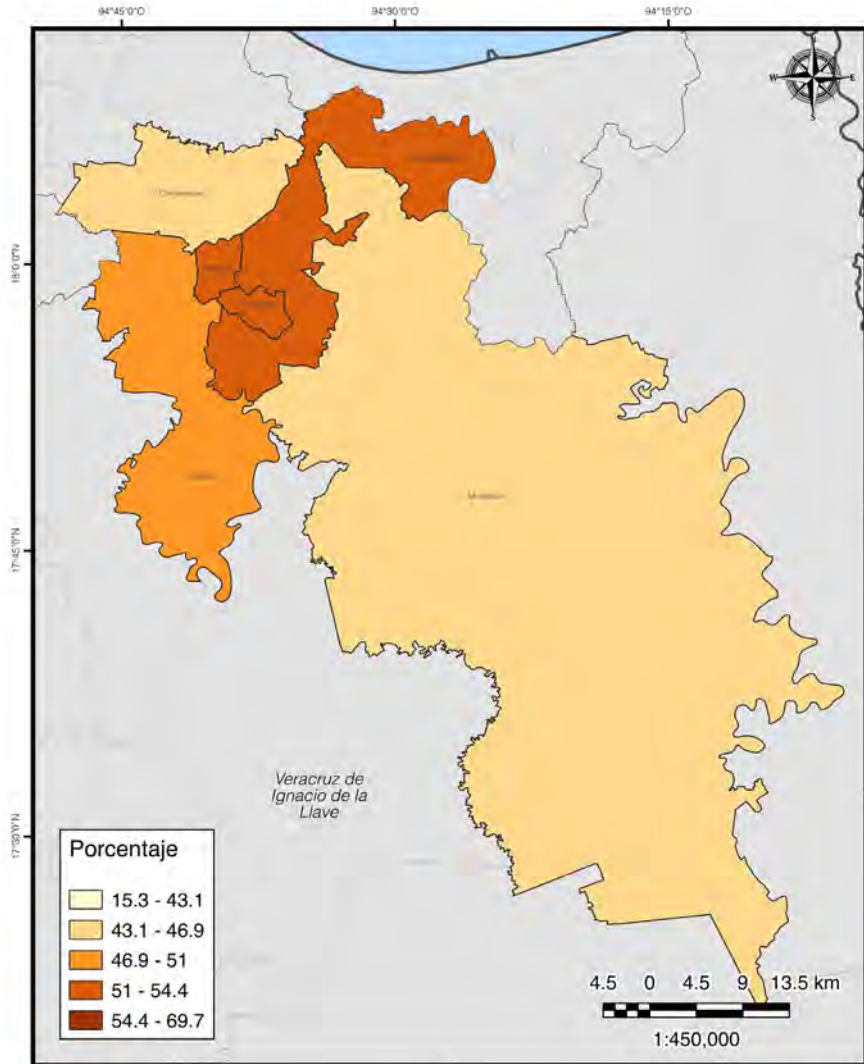 94°45'0"O
94°30'0"O
94°15'0"O
N
W
E
S
18°0'0"N
17°45'0"N
17°30'0"N
Veracruz de
Ignacio de la
Llave
Porcentaje
15.3 - 43.1
43.1 - 46.9
46.9 - 51
51 - 54.4
54.4 - 69.7
4.5 0 4.5 9 13.5 km
1:450,000